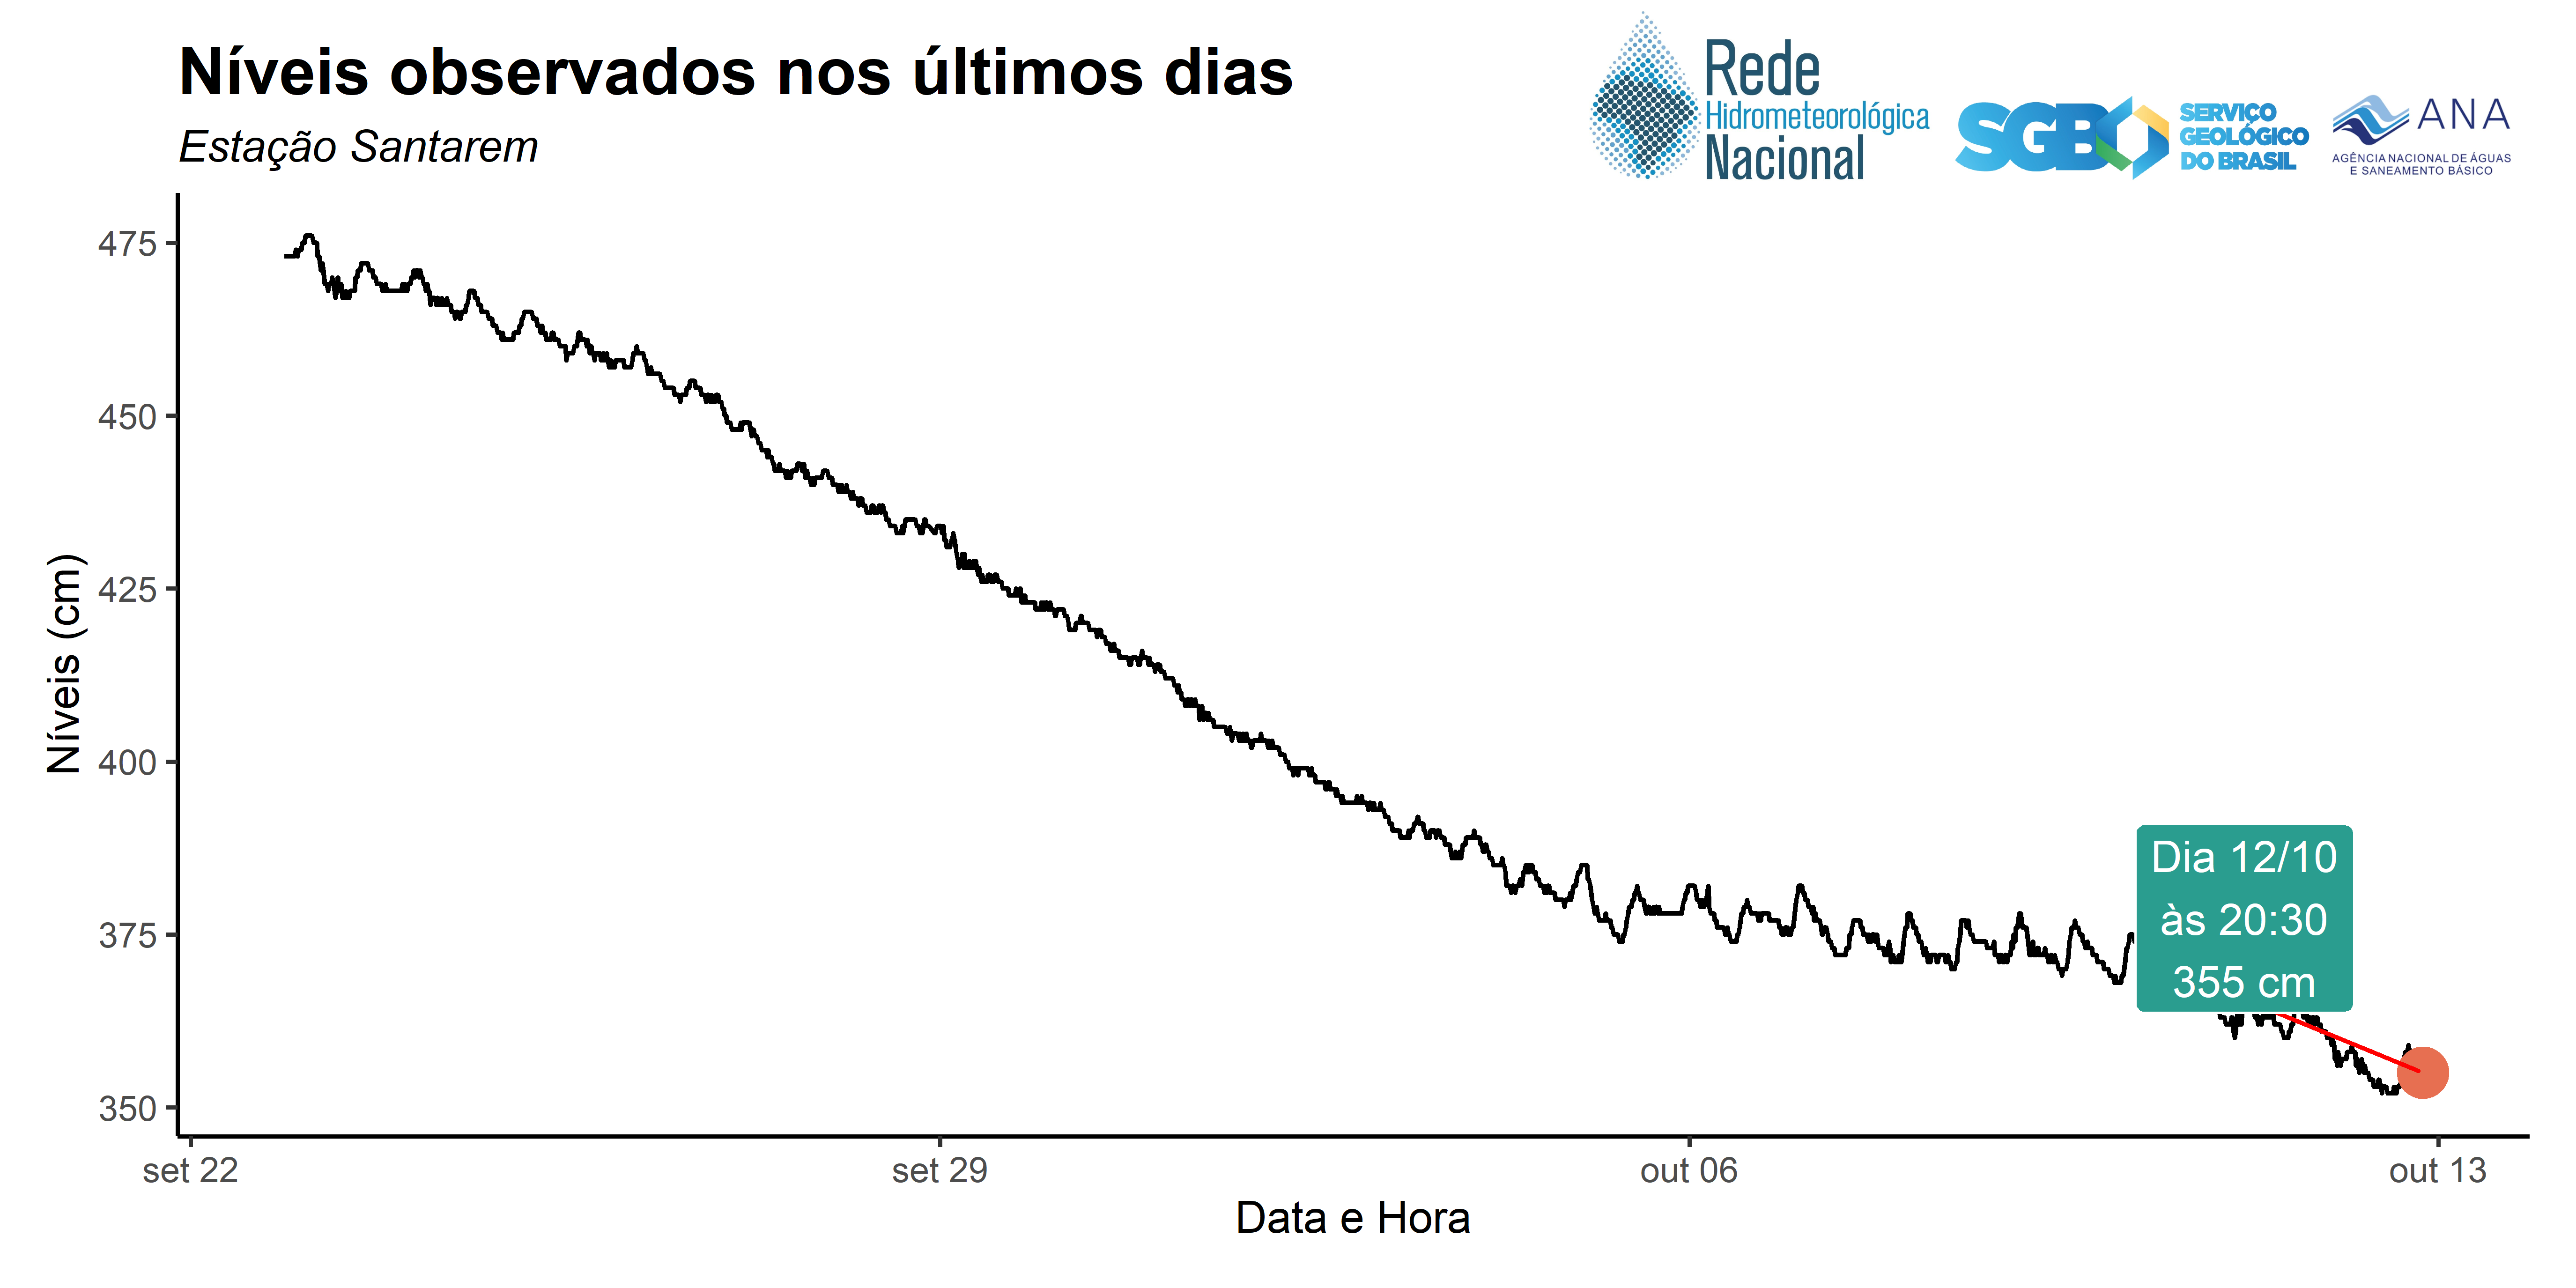 Níveis observados nos últimos dias
Estação Santarem
Rede
Hidrometeorológica
Nacional
SGB
SERVIÇO
GEOLÓGICO
DO BRASIL
ANA
AGÊNCIA NACIONAL DE ÁGUAS
E SANEAMENTO BÁSICO
Níveis (cm)
475
450
425
400
375
350
Dia 12/10
às 20:30
355 cm
set 22
set 29
out 06
out 13
Data e Hora